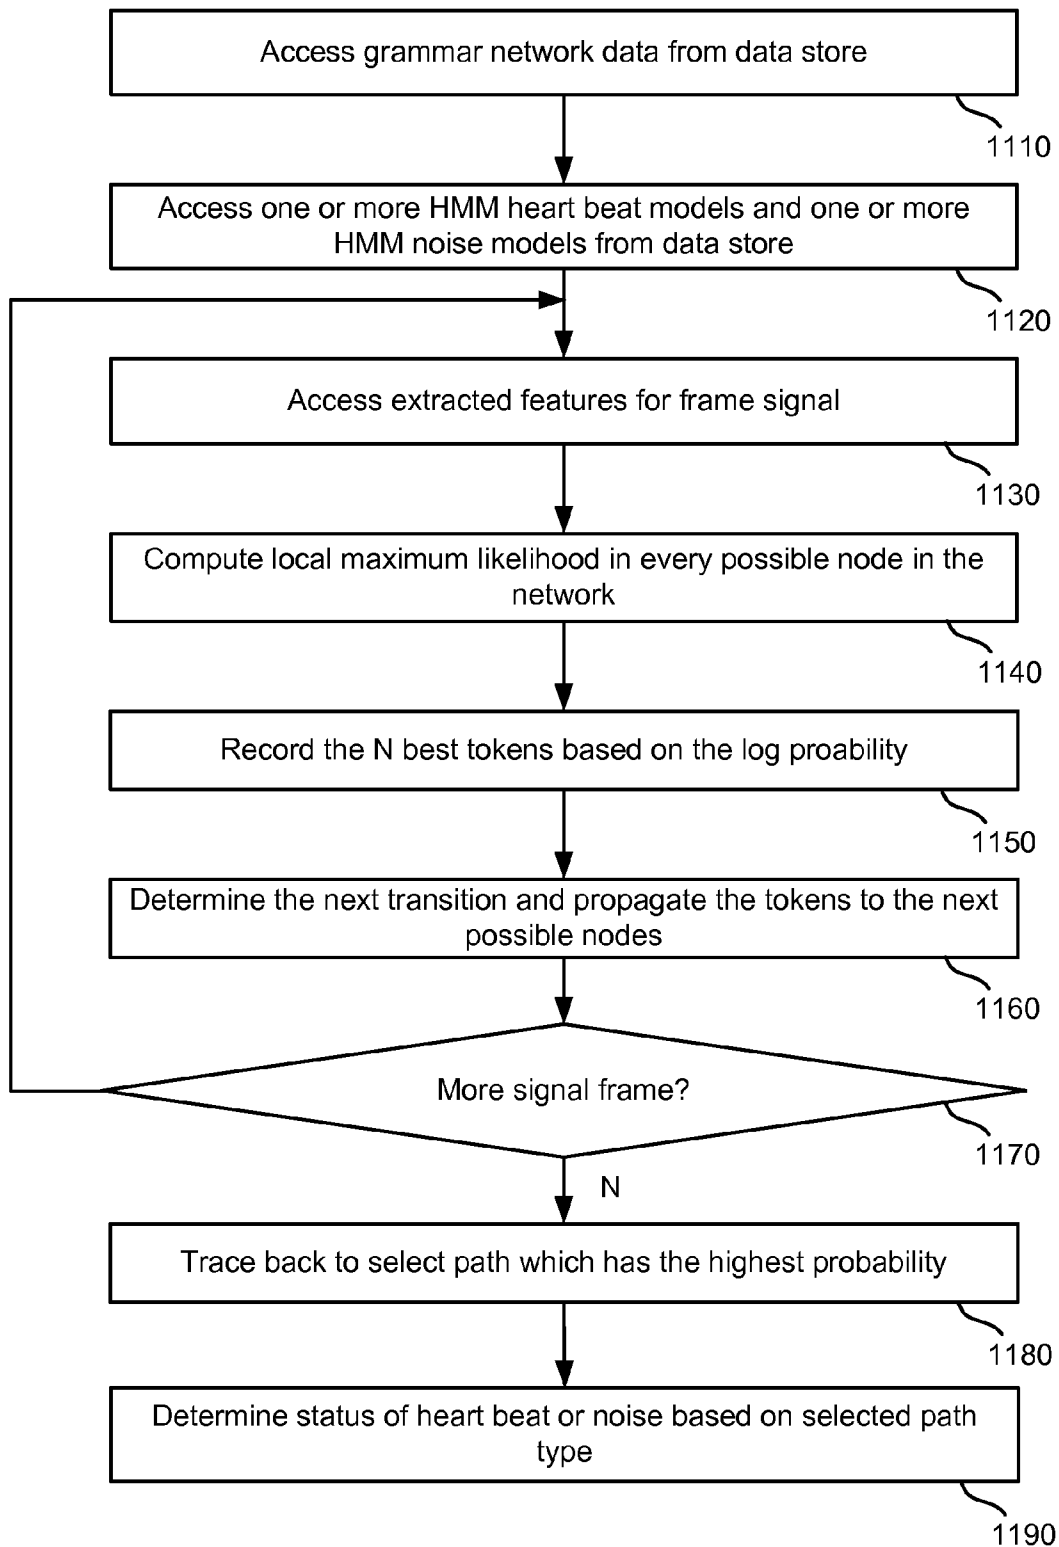 Access grammar network data from data store
1110
Access one or more HMM heart beat models and one or more
HMM noise models from data store
1120
Access extracted features for frame signal
1130
Compute local maximum likelihood in every possible node in the
network
1140
Record the N best tokens based on the log proability
1150
Determine the next transition and propagate the tokens to the next
possible nodes
1160
More signal frame?
1170
N
Trace back to select path which has the highest probability
1180
Determine status of heart beat or noise based on selected path
type
1190